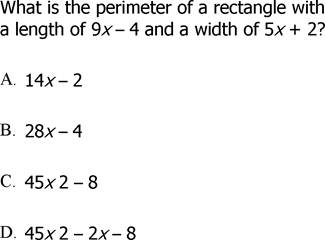 What is the perimeter of a rectangle with
a length of 9x – 4 and a width of 5x + 2?
A. 14x – 2
B. 28x – 4
C. 45x 2 – 8
D. 45x 2 – 2x – 8